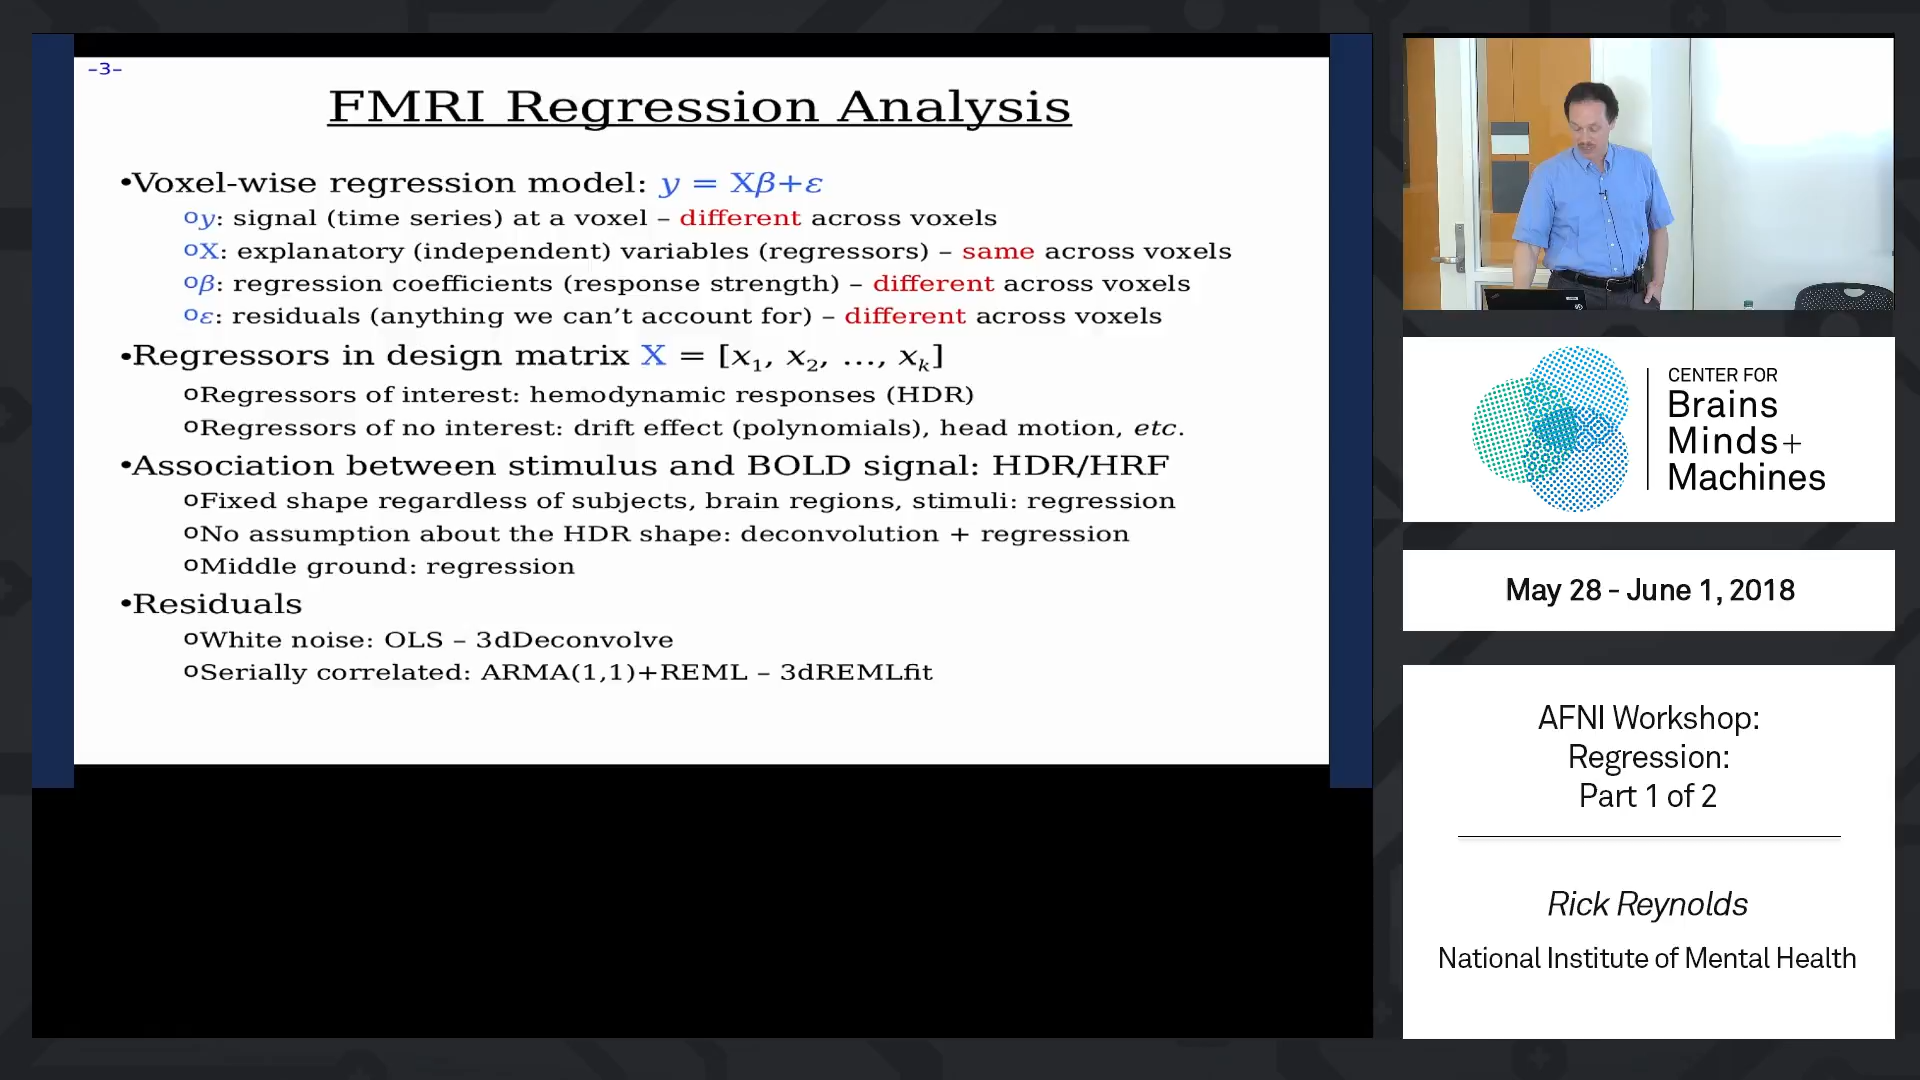 -3-
FMRI Regression Analysis
•Voxel-wise regression model: y = Xβ+ε
oy: signal (time series) at a voxel – different across voxels
oX: explanatory (independent) variables (regressors) – same across voxels
oβ: regression coefficients (response strength) – different across voxels
oε: residuals (anything we can’t account for) – different across voxels
•Regressors in design matrix X = [x1, x2, ..., xk]
oRegressors of interest: hemodynamic responses (HDR)
oRegressors of no interest: drift effect (polynomials), head motion, etc.
•Association between stimulus and BOLD signal: HDR/HRF
oFixed shape regardless of subjects, brain regions, stimuli: regression
oNo assumption about the HDR shape: deconvolution + regression
oMiddle ground: regression
•Residuals
oWhite noise: OLS – 3dDeconvolve
oSerially correlated: ARMA(1,1)+REML – 3dREMLfit
CENTER FOR
Brains
Minds+
Machines
May 28 - June 1, 2018
AFNI Workshop:
Regression:
Part 1 of 2
Rick Reynolds
National Institute of Mental Health